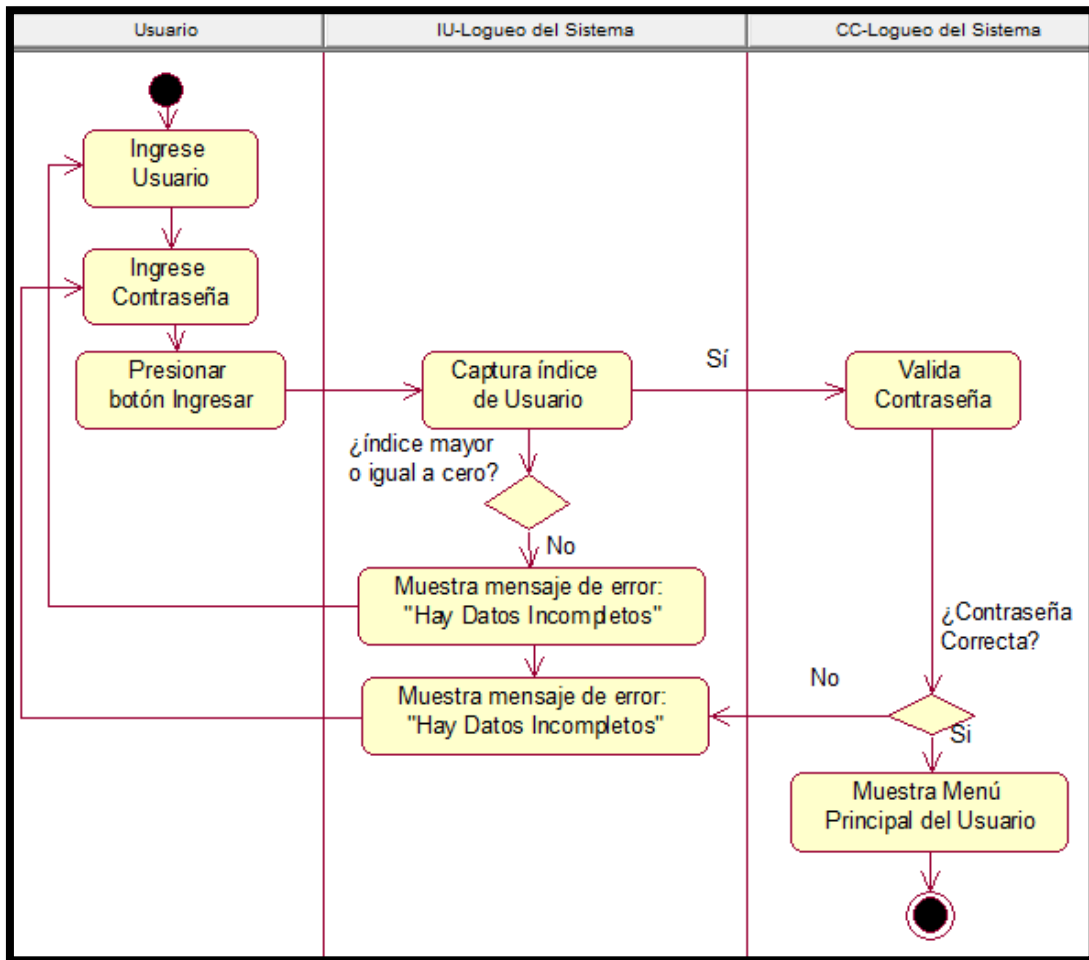 Usuario
IU-Logueo del Sistema
CC-Logueo del Sistema
Ingrese
Usuario
Ingrese
Contraseña
Presionar
botón Ingresar
Captura índice
de Usuario
Sí
Valida
Contraseña
¿índice mayor
o igual a cero?
No
Muestra mensaje de error:
"Hay Datos Incompletos"
¿Contraseña
Correcta?
No
Muestra mensaje de error:
"Hay Datos Incompletos"
Si
Muestra Menú
Principal del Usuario